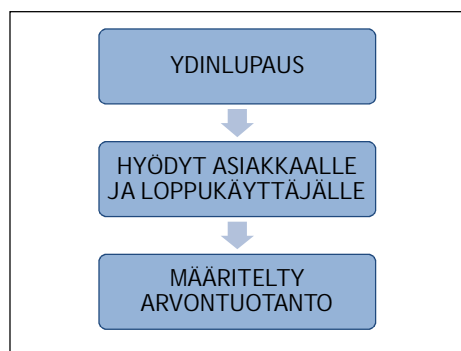 YDINLUPAUS
HYÖDYT ASIAKKAALLE
JA LOPPUKÄYTTÄJÄLLE
MÄÄRITELTY
ARVONTUOTANTO